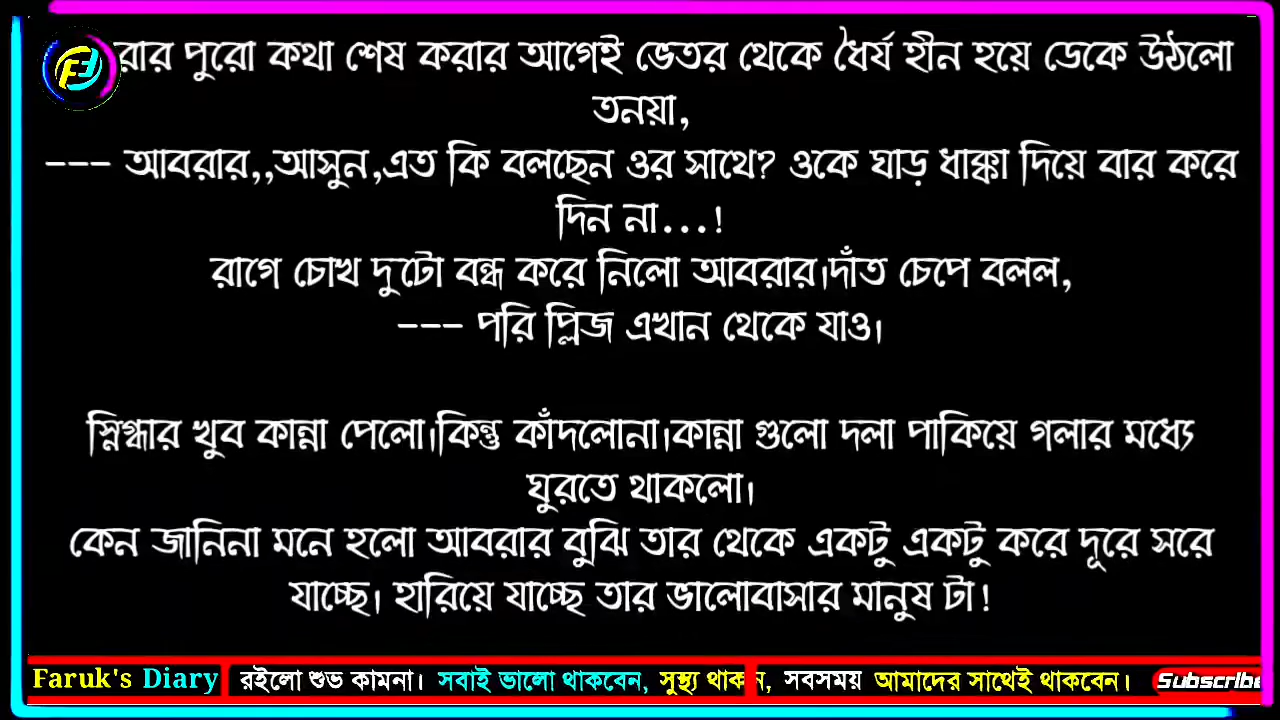 রার পুরো কথা শেষ করার আগেই ভেতর থেকে ধৈর্য হীন হয়ে ডেকে উঠলো
তনয়া,
--- আবরার,,আসুন,এত কি বলছেন ওর সাথে? ওকে ঘাড় ধাক্কা দিয়ে বার করে
দিন না...!
রাগে চোখ দুটো বন্ধ করে নিলো আবরার।দাঁত চেপে বলল,
--- পরি প্লিজ এখান থেকে যাও।
স্নিগ্ধার খুব কান্না পেলো।কিন্তু কাঁদলোনা।কান্না গুলো দলা পাকিয়ে গলার মধ্যে
ঘুরতে থাকলো।
কেন জানিনা মনে হলো আবরার বুঝি তার থেকে একটু একটু করে দূরে সরে
যাচ্ছে। হারিয়ে যাচ্ছে তার ভালোবাসার মানুষ টা!
Faruk's Diary রইলো শুভ কামনা। সবাই ভালো থাকবেন, সুস্থ্য থাকন, সবসময় আমাদের সাথেই থাকবেন। Subscribe